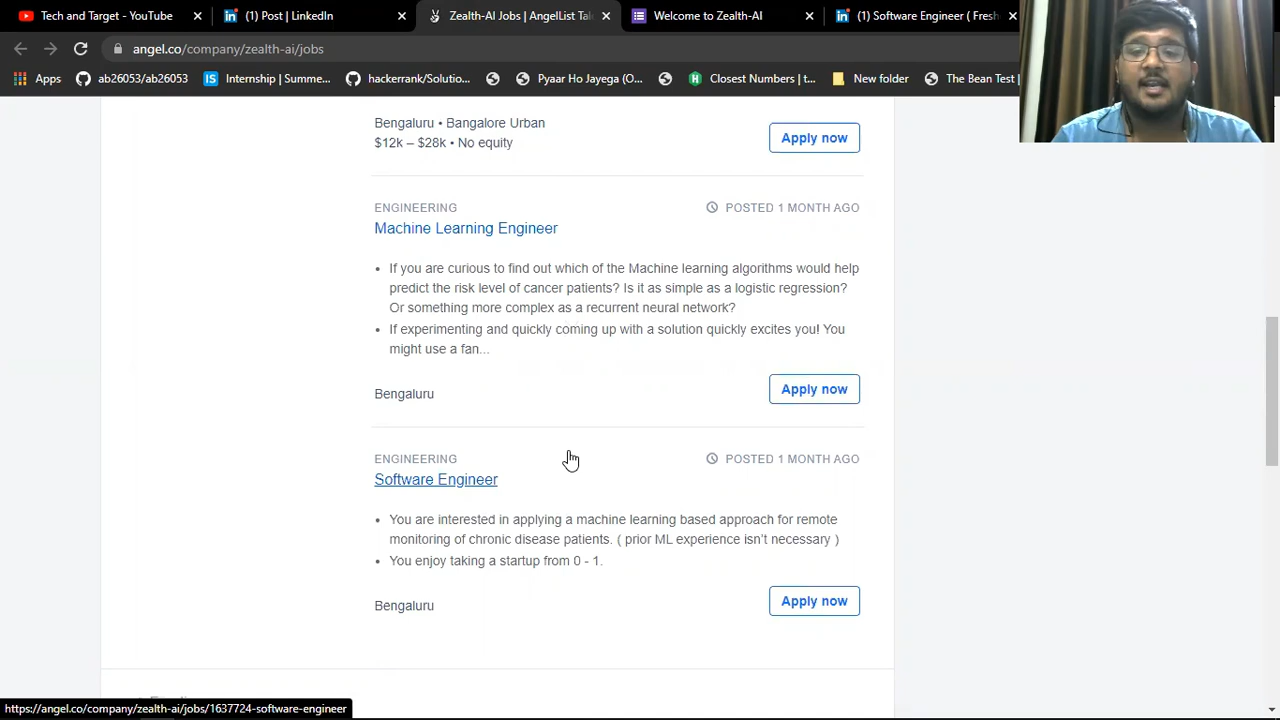 Tech and Target - YouTube
(1) Post | LinkedIn
Zealth-AI Jobs | AngelList Tal
Welcome to Zealth-AI
(1) Software Engineer ( Fresh
angel.co/company/zealth-ai/jobs
Apps
ab26053/ab26053
Internship | Summe...
hackerrank/Solutio...
Pyaar Ho Jayega (O...
Closest Numbers | t...
New folder
The Bean Test |
Bengaluru • Bangalore Urban
$12k – $28k • No equity
Apply now
ENGINEERING
POSTED 1 MONTH AGO
Machine Learning Engineer
• If you are curious to find out which of the Machine learning algorithms would help
predict the risk level of cancer patients? Is it as simple as a logistic regression?
Or something more complex as a recurrent neural network?
• If experimenting and quickly coming up with a solution quickly excites you! You
might use a fan...
Bengaluru
Apply now
ENGINEERING
POSTED 1 MONTH AGO
Software Engineer
• You are interested in applying a machine learning based approach for remote
monitoring of chronic disease patients. ( prior ML experience isn't necessary )
• You enjoy taking a startup from 0 - 1.
Bengaluru
Apply now
https://angel.co/company/zealth-ai/jobs/1637724-software-engineer